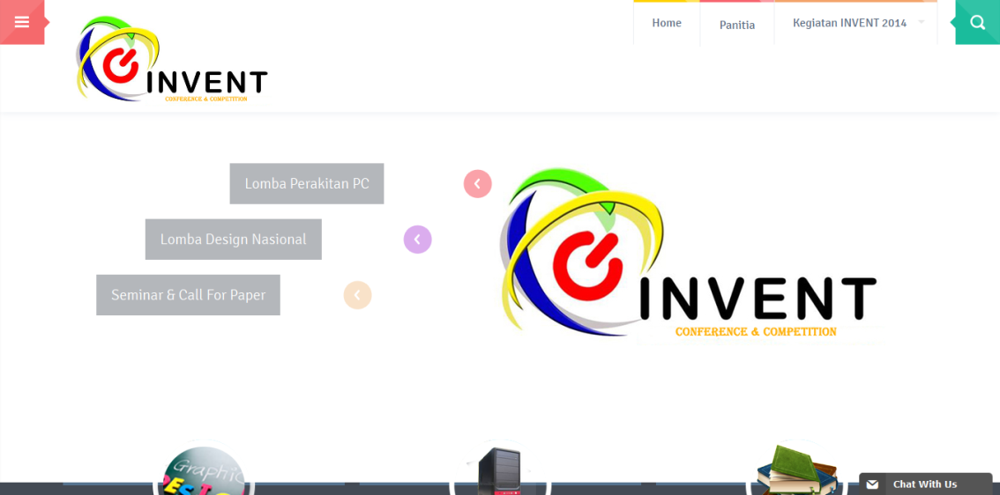 Home
Panitia
Kegiatan INVENT 2014
INVENT
CONFERENCE & COMPETITION
Lomba Perakitan PC
Lomba Design Nasional
Seminar & Call For Paper
INVENT
CONFERENCE & COMPETITION
GRAPHIC
Chat With Us